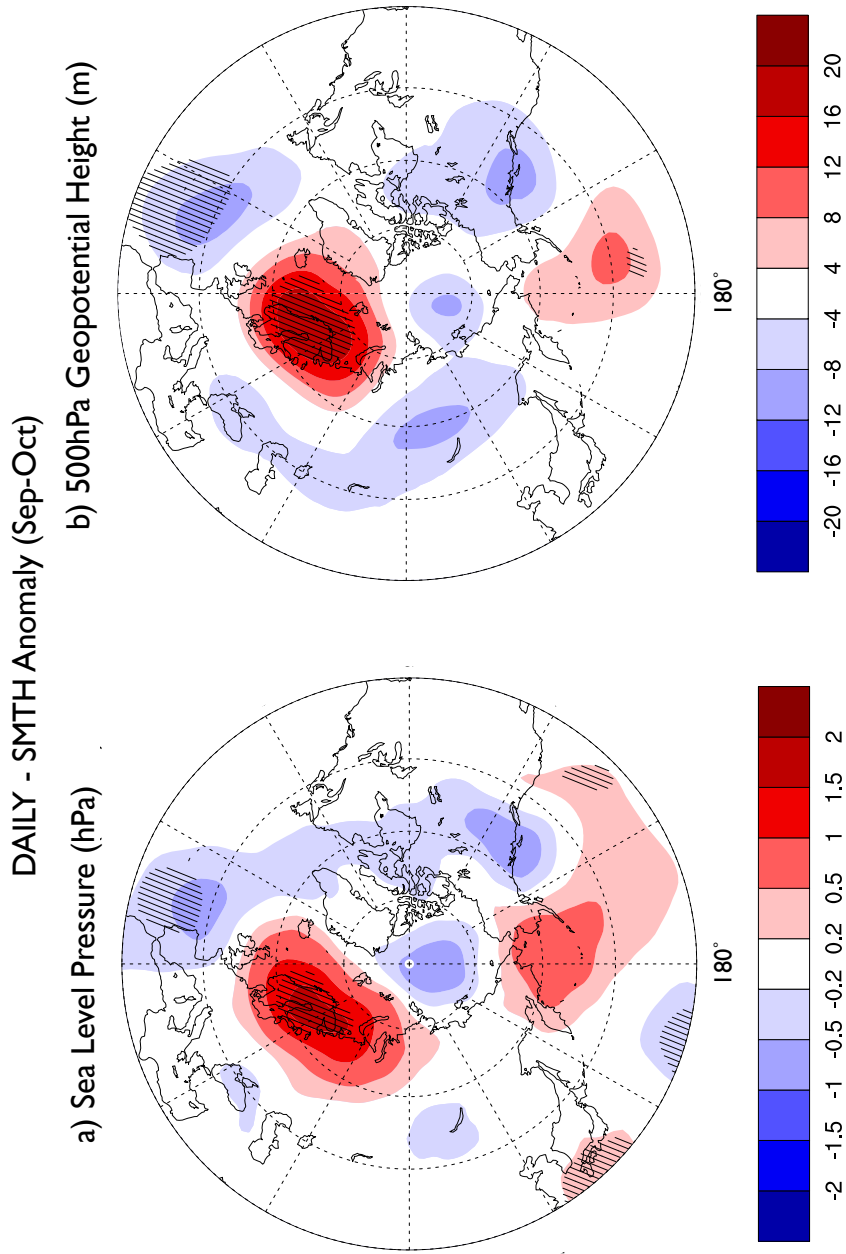 DAILY - SMTH Anomaly (Sep-Oct)
a) Sea Level Pressure (hPa)
180°
-2 -1.5 -1 -0.5 -0.2 0.2 0.5 1 1.5 2
b) 500hPa Geopotential Height (m)
180°
-20 -16 -12 -8 -4 4 8 12 16 20